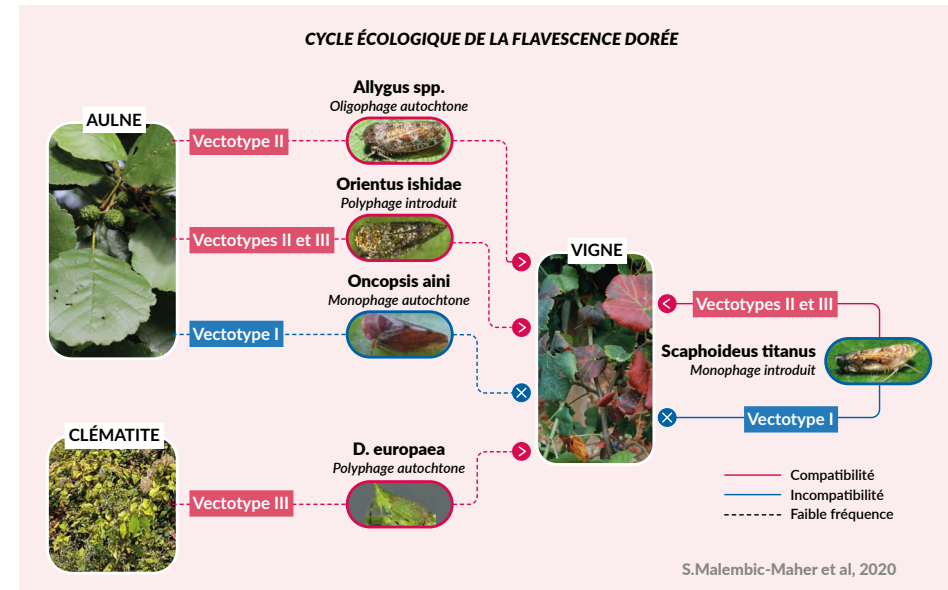 CYCLE ÉCOLOGIQUE DE LA FLAVESCENCE DORÉE
AULNE
Vectotype II
Allygus spp.
Oligophage autochtone
Vectotypes II et III
Orientus ishidae
Polyphage introduit
Vectotype I
Oncopsis aini
Monophage autochtone
CLÉMATITE
Vectotype III
D. europaea
Polyphage autochtone
VIGNE
Vectotypes II et III
Scaphoideus titanus
Monophage introduit
Vectotype I
Compatibilité
Incompatibilité
Faible fréquence
S.Malembic-Maher et al, 2020